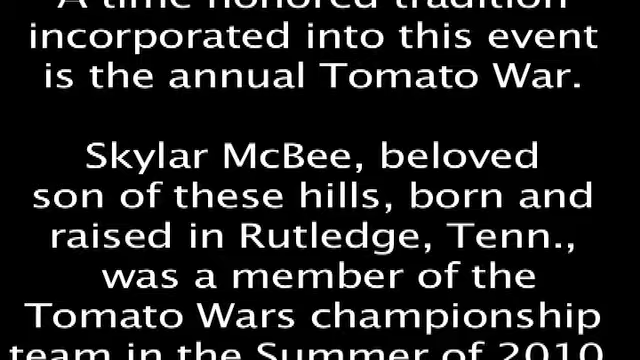 A time honored tradition
incorporated into this event
is the annual Tomato War.
Skylar McBee, beloved
son of these hills, born and
raised in Rutledge, Tenn.,
was a member of the
Tomato Wars championship
team in the Summer of 2010